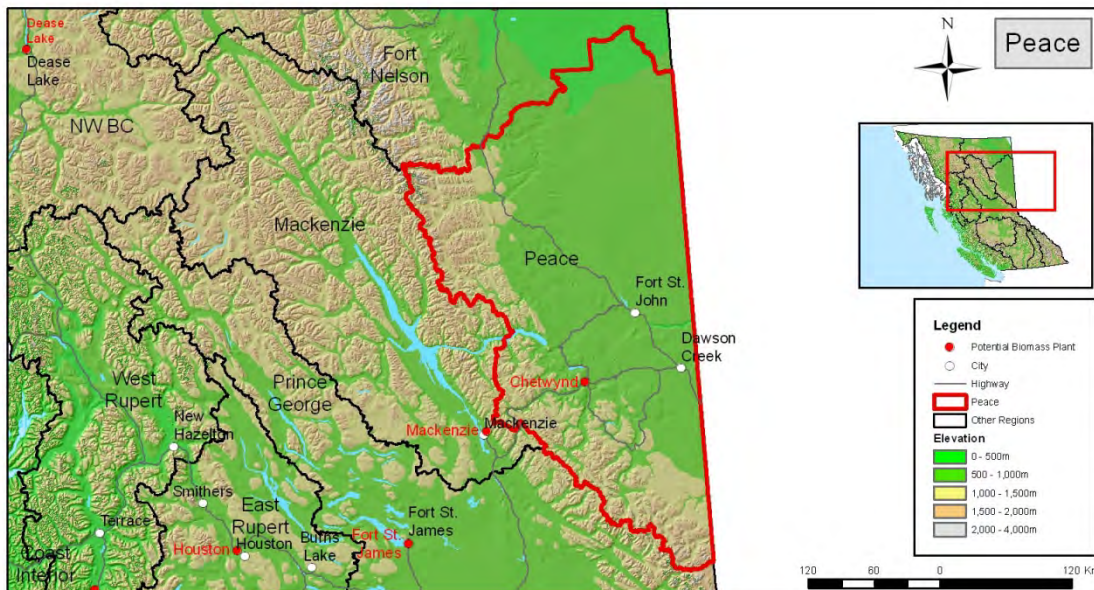 Dease
Lake
Dease
Lake
NW BC
Fort
Nelson
Mackenzie
Peace
Fort St.
John
Dawson
Creek
Prince
George
West
Rupert
New
Hazelton
Chetwynd
Mackenzie
Mackenzie
Smithers
East
Rupert
Terrace
Houston
Houston
Burns
Lake
Fort St.
James
Fort St.
James
Coast
Interior
N
Peace
Legend
Potential Biomass Plant
City
Highway
Peace
Other Regions
Elevation
0 - 500m
500 - 1,000m
1,000 - 1,500m
1,500 - 2,000m
2,000 - 4,000m
120 60 0 120 Km